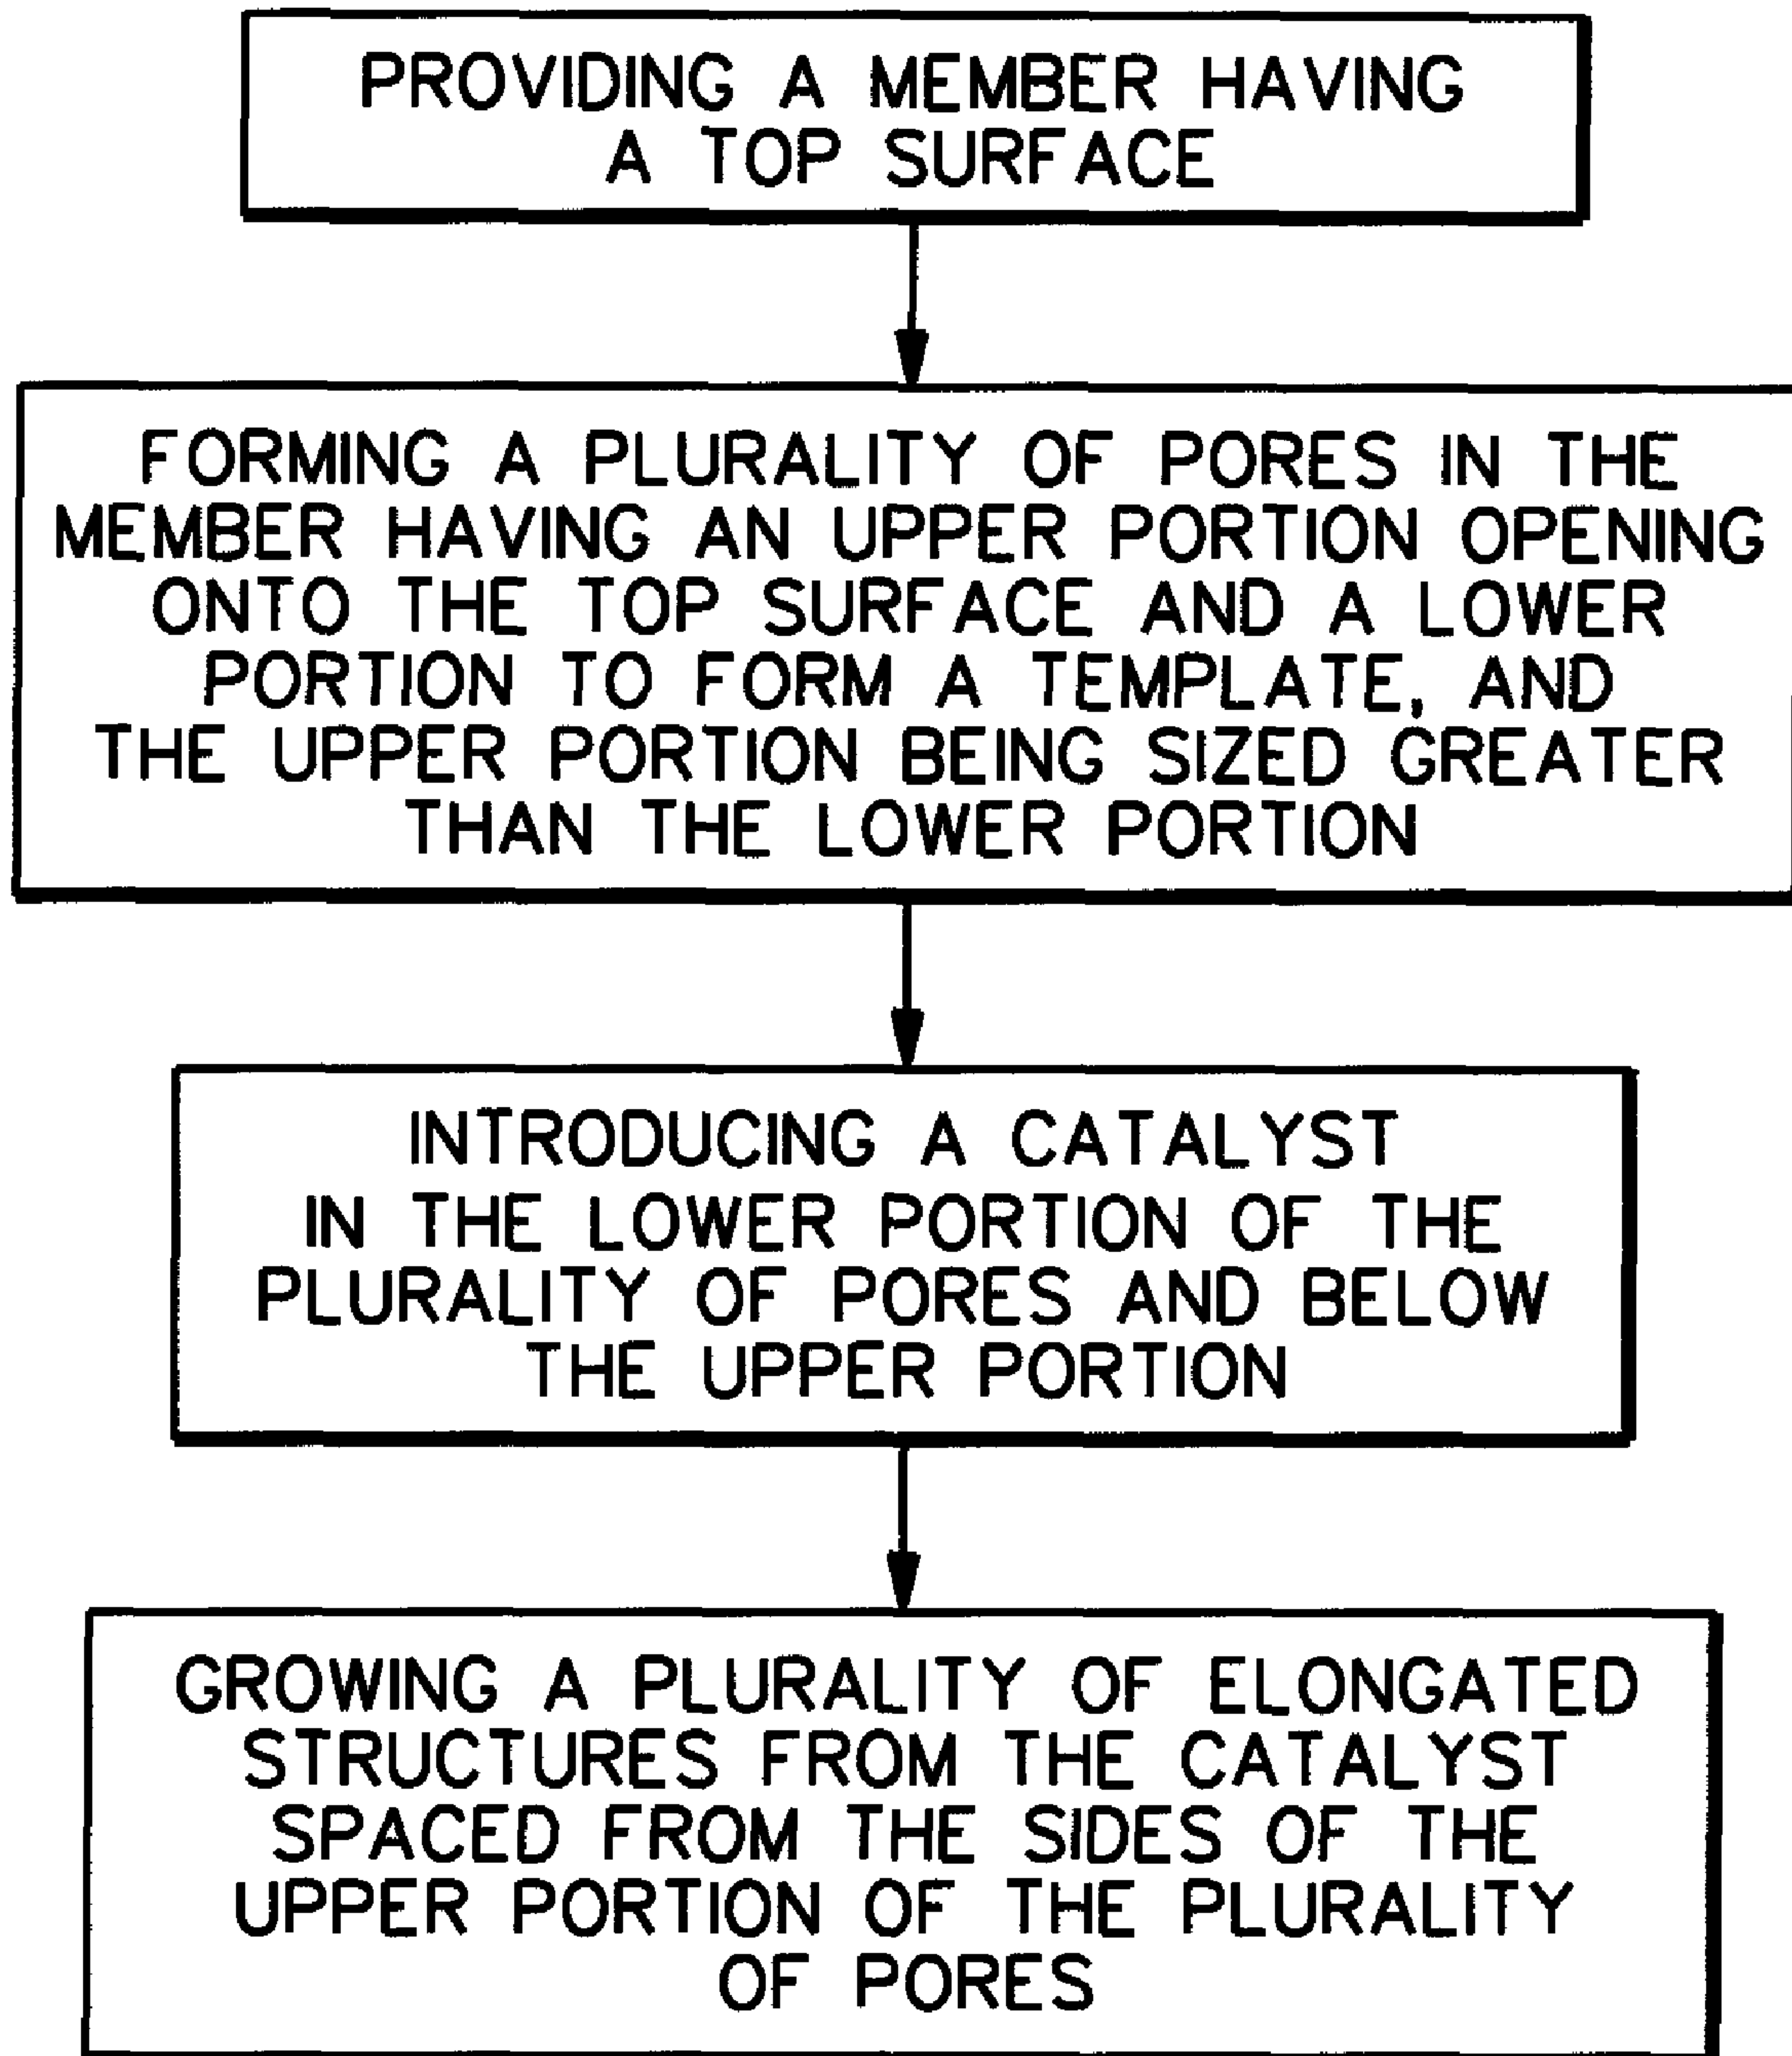 PROVIDING A MEMBER HAVING
A TOP SURFACE
FORMING A PLURALITY OF PORES IN THE
MEMBER HAVING AN UPPER PORTION OPENING
ONTO THE TOP SURFACE AND A LOWER
PORTION TO FORM A TEMPLATE, AND
THE UPPER PORTION BEING SIZED GREATER
THAN THE LOWER PORTION
INTRODUCING A CATALYST
IN THE LOWER PORTION OF THE
PLURALITY OF PORES AND BELOW
THE UPPER PORTION
GROWING A PLURALITY OF ELONGATED
STRUCTURES FROM THE CATALYST
SPACED FROM THE SIDES OF THE
UPPER PORTION OF THE PLURALITY
OF PORES